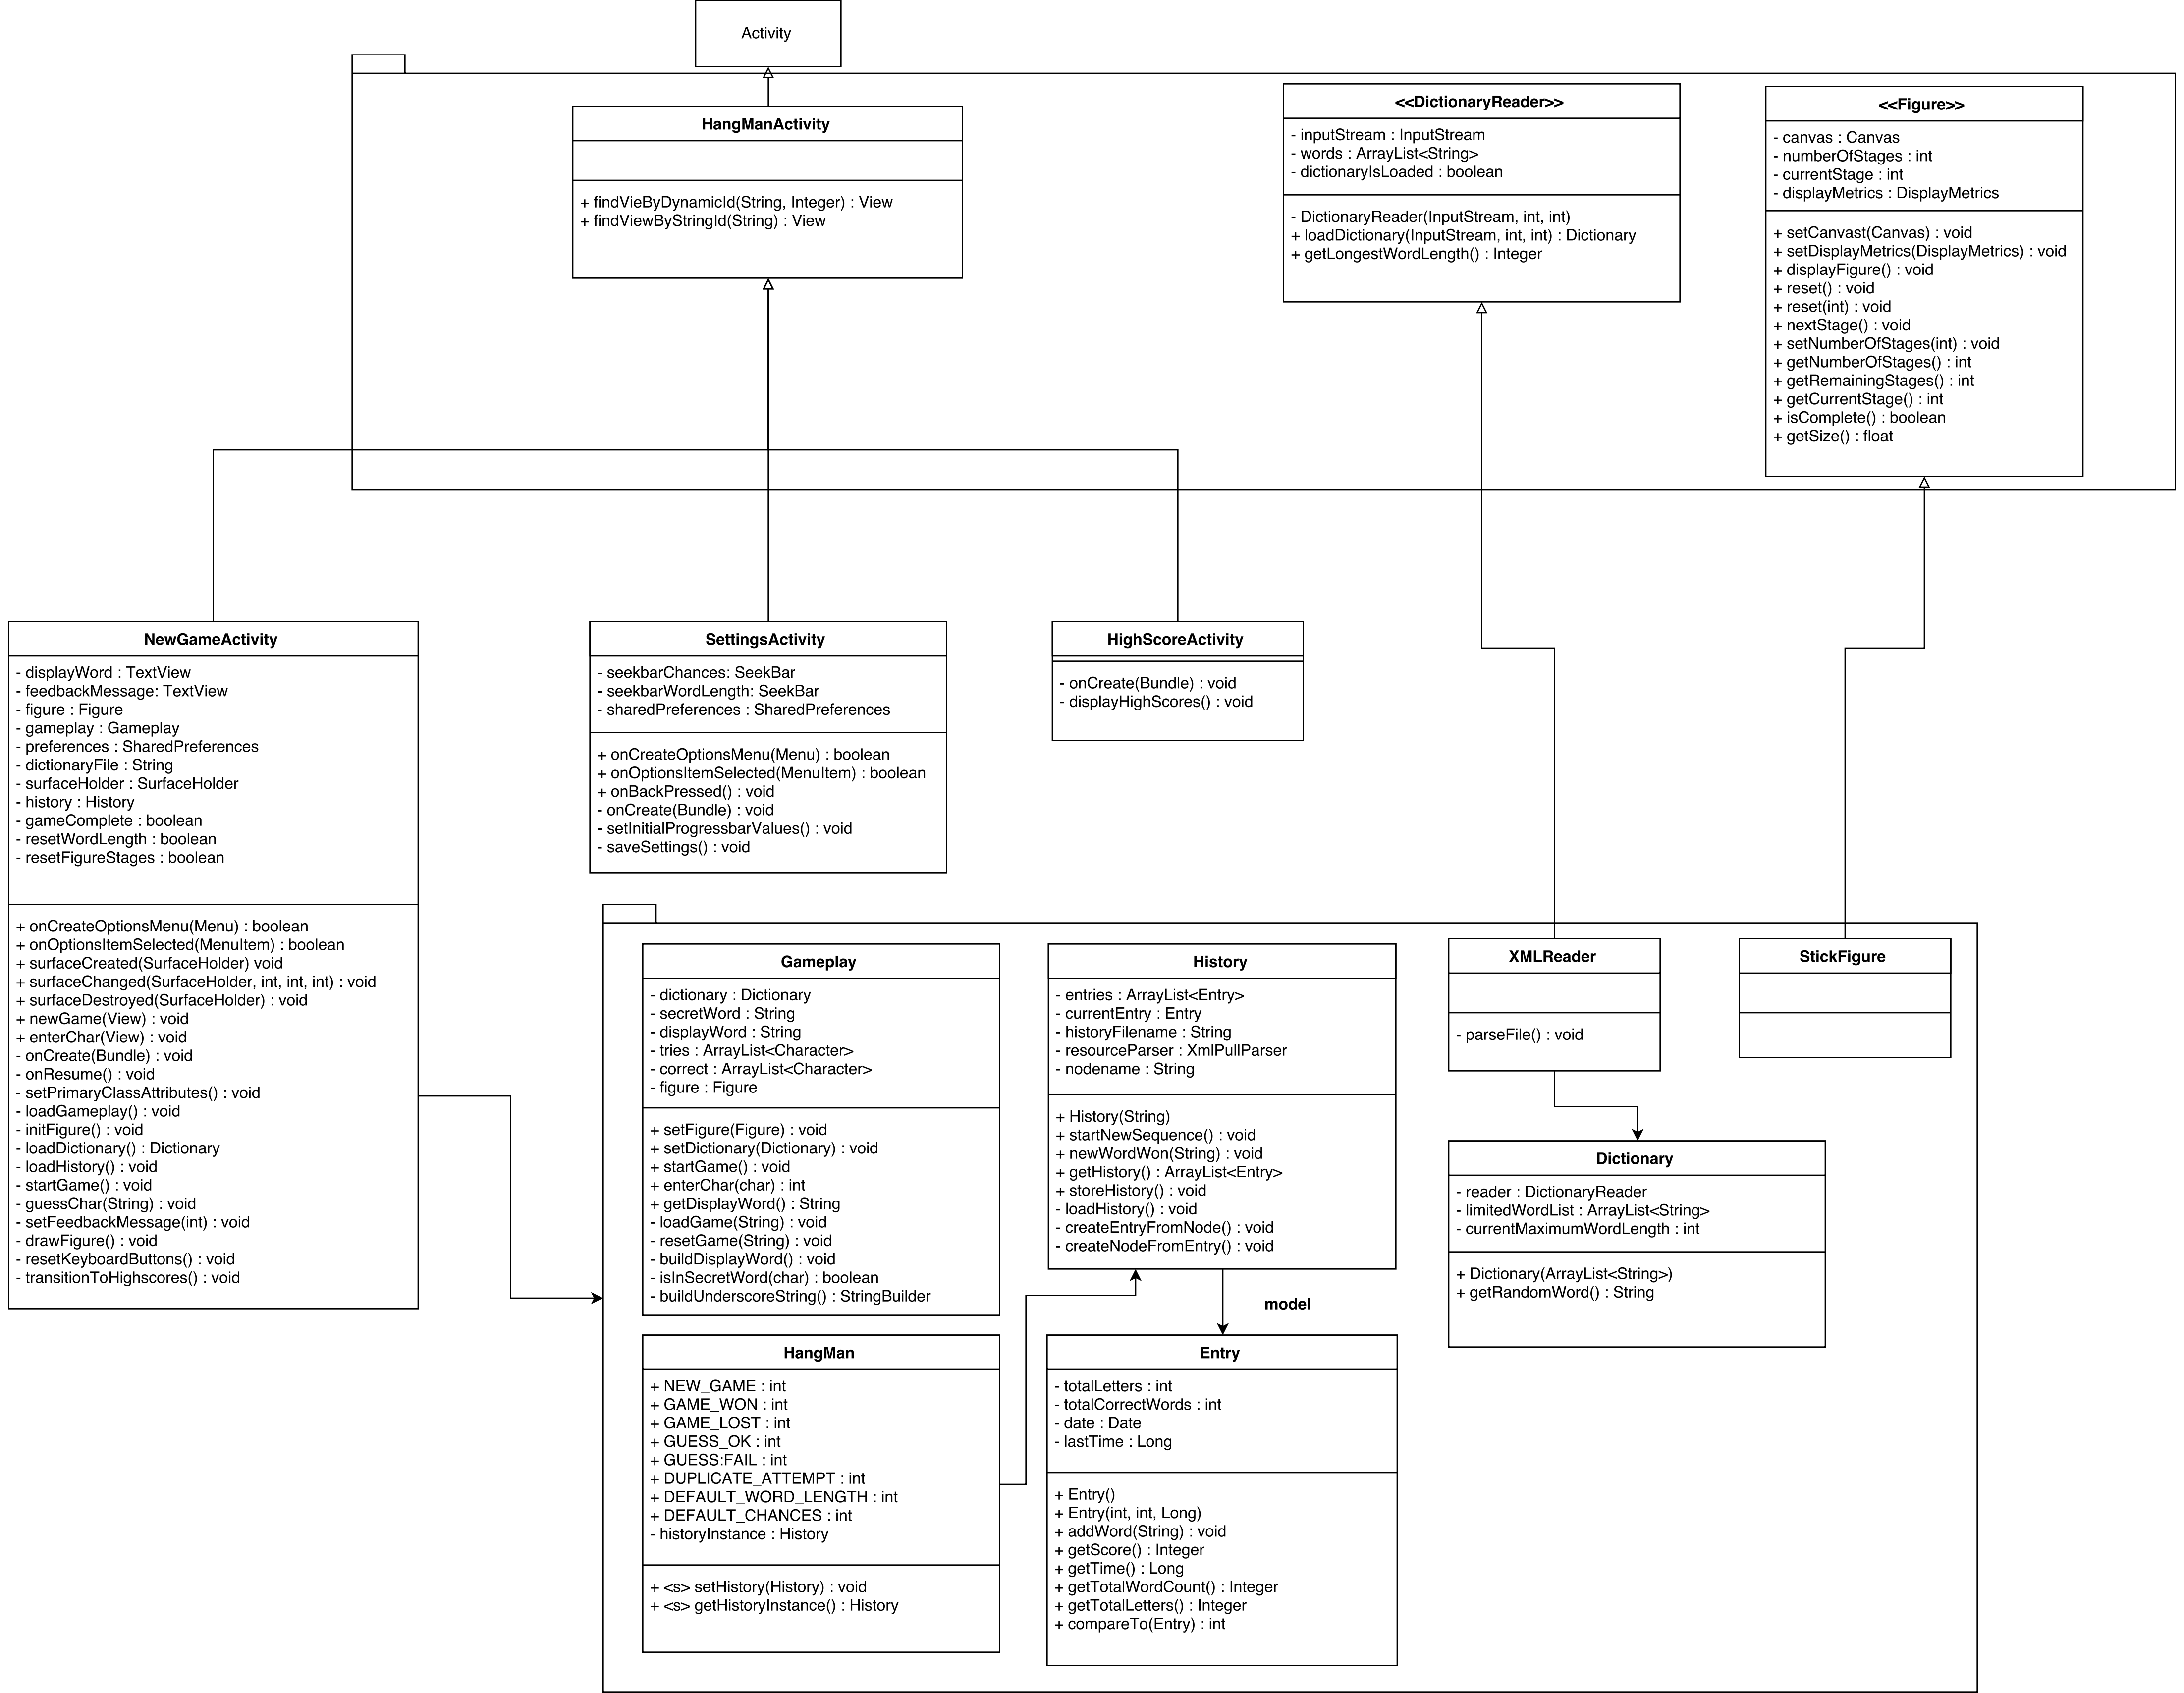 Activity
HangManActivity
+ findVieByDynamicId(String, Integer) : View
+ findViewByStringId(String) : View
<<DictionaryReader>>
- inputStream : InputStream
- words : ArrayList<String>
- dictionaryIsLoaded : boolean
- DictionaryReader(InputStream, int, int)
+ loadDictionary(InputStream, int, int) : Dictionary
+ getLongestWordLength() : Integer
<<Figure>>
- canvas : Canvas
- numberOfStages : int
- currentStage : int
- displayMetrics : DisplayMetrics
+ setCanvast(Canvas) : void
+ setDisplayMetrics(DisplayMetrics) : void
+ displayFigure() : void
+ reset() : void
+ reset(int) : void
+ nextStage() : void
+ setNumberOfStages(int) : void
+ getNumberOfStages() : int
+ getRemainingStages() : int
+ getCurrentStage() : int
+ isComplete() : boolean
+ getSize() : float
NewGameActivity
- displayWord : TextView
- feedbackMessage: TextView
- figure : Figure
- gameplay : Gameplay
- preferences : SharedPreferences
- dictionaryFile : String
- surfaceHolder : SurfaceHolder
- history : History
- gameComplete : boolean
- resetWordLength : boolean
- resetFigureStages : boolean
+ onCreateOptionsMenu(Menu) : boolean
+ onOptionsItemSelected(MenuItem) : boolean
+ surfaceCreated(SurfaceHolder) void
+ surfaceChanged(SurfaceHolder, int, int, int) : void
+ surfaceDestroyed(SurfaceHolder) : void
+ newGame(View) : void
+ enterChar(View) : void
- onCreate(Bundle) : void
- onResume() : void
- setPrimaryClassAttributes() : void
- loadGameplay() : void
- initFigure() : void
- loadDictionary() : Dictionary
- loadHistory() : void
- startGame() : void
- guessChar(String) : void
- setFeedbackMessage(int) : void
- drawFigure() : void
- resetKeyboardButtons() : void
- transitionToHighscores() : void
SettingsActivity
- seekbarChances: SeekBar
- seekbarWordLength: SeekBar
- sharedPreferences : SharedPreferences
+ onCreateOptionsMenu(Menu) : boolean
+ onOptionsItemSelected(MenuItem) : boolean
+ onBackPressed() : void
- onCreate(Bundle) : void
- setInitialProgressbarValues() : void
- saveSettings() : void
HighScoreActivity
- onCreate(Bundle) : void
- displayHighScores() : void
Gameplay
- dictionary : Dictionary
- secretWord : String
- displayWord : String
- tries : ArrayList<Character>
- correct : ArrayList<Character>
- figure : Figure
+ setFigure(Figure) : void
+ setDictionary(Dictionary) : void
+ startGame() : void
+ enterChar(char) : int
+ getDisplayWord() : String
- loadGame(String) : void
- resetGame(String) : void
- buildDisplayWord() : void
- isInSecretWord(char) : boolean
- buildUnderscoreString() : StringBuilder
History
- entries : ArrayList<Entry>
- currentEntry : Entry
- historyFilename : String
- resourceParser : XmlPullParser
- nodename : String
+ History(String)
+ startNewSequence() : void
+ newWordWon(String) : void
+ getHistory() : ArrayList<Entry>
+ storeHistory() : void
- loadHistory() : void
- createEntryFromNode() : void
- createNodeFromEntry() : void
XMLReader
- parseFile() : void
StickFigure
Dictionary
- reader : DictionaryReader
- limitedWordList : ArrayList<String>
- currentMaximumWordLength : int
+ Dictionary(ArrayList<String>)
+ getRandomWord() : String
model
HangMan
+ NEW_GAME : int
+ GAME_WON : int
+ GAME_LOST : int
+ GUESS_OK : int
+ GUESS:FAIL : int
+ DUPLICATE_ATTEMPT : int
+ DEFAULT_WORD_LENGTH : int
+ DEFAULT_CHANCES : int
- historyInstance : History
+ <s> setHistory(History) : void
+ <s> getHistoryInstance() : History
Entry
- totalLetters : int
- totalCorrectWords : int
- date : Date
- lastTime : Long
+ Entry()
+ Entry(int, int, Long)
+ addWord(String) : void
+ getScore() : Integer
+ getTime() : Long
+ getTotalWordCount() : Integer
+ getTotalLetters() : Integer
+ compareTo(Entry) : int